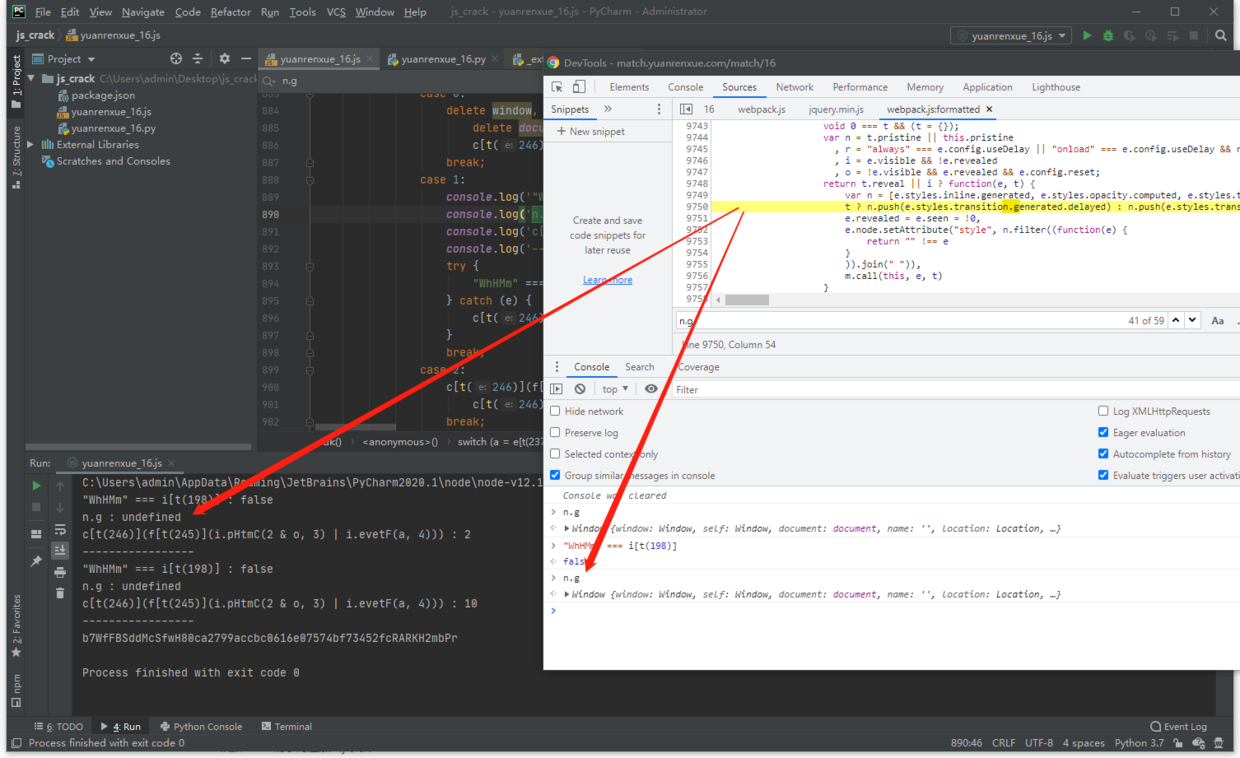 File Edit View Navigate Code Refactor Run Tools VCS Window Help js_crack - yuanrenxue_16.js - PyCharm - Administrator
js_crack yuanrenxue_16.js
yuanrenxue_16.js
1: Project
Project
js_crack C:\Users\admin\Desktop\js_crack
package.json
yuanrenxue_16.js
yuanrenxue_16.py
External Libraries
Scratches and Consoles
7: Structure
yuanrenxue_16.js yuanrenxue_16.py
n.g
884 delete window,
885 delete docu
886 c[t( e: 246)
887 break;
888 case 1:
889 console.log('"W
890 console.log('n.
891 console.log('c[
892 console.log('--
893 try {
894 "WhHMm" ===
895 } catch (e) {
896 c[t( e: 246)
897 }
898 break;
899 case 2:
900 c[t( e: 246)](f[
901 c[t( e: 246)
902 break;
<anonymous>() switch (a = e[t(237
DevTools - match.yuanrenxue.com/match/16
Elements Console Sources Network Performance Memory Application Lighthouse
Snippets
16 webpack.js jquery.min.js webpack.js:formatted
+ New snippet
Create and save
code snippets for
later reuse
Learn more
9743 void 0 === t && (t = {});
9744 var n = t.pristine || this.pristine
9745 , r = "always" === e.config.useDelay || "onload" === e.config.useDelay &&
9746 , i = e.visible && !e.revealed
9747 , o = !e.visible && e.revealed && e.config.reset;
9748 return t.reveal || i ? function(e, t) {
9749 var n = [e.styles.inline.generated, e.styles.opacity.computed, e.styles.t
9750 t ? n.push(e.styles.transition.generated.delayed) : n.push(e.styles.trans
9751 e.revealed = e.seen = !0,
9752 e.node.setAttribute("style", n.filter((function(e) {
9753 return "" !== e
9754 }
9755 )).join(" ")),
9756 m.call(this, e, t)
9757 }
n.g 41 of 59 Aa
line 9750, Column 54
Console Search Coverage
top Filter
Hide network Log XMLHttpRequests
Preserve log Eager evaluation
Selected context only Autocomplete from history
Group similar messages in console Evaluate triggers user activati
Console was cleared
n.g
Window {window: Window, self: Window, document: document, name: '', location: Location, …}
"WhHMm" === i[t(198)]
false
n.g
Window {window: Window, self: Window, document: document, name: '', location: Location, …}
Run: yuanrenxue_16.js
C:\Users\admin\AppData\Roaming\JetBrains\PyCharm2020.1\node\node-v12.1
"WhHMm" === i[t(198)] : false
n.g : undefined
c[t(246)](f[t(245)](i.pHtmC(2 & o, 3) | i.evetF(a, 4))) : 2
-----------------
"WhHMm" === i[t(198)] : false
n.g : undefined
c[t(246)](f[t(245)](i.pHtmC(2 & o, 3) | i.evetF(a, 4))) : 10
-----------------
b7WfFBSddMcSfwH80ca2799accbc0616e07574bf73452fcRARKH2mbPr
Process finished with exit code 0
2: Favorites
npm
6: TODO 4: Run Python Console Terminal Event Log
Process finished with exit code 0 890:46 CRLF UTF-8 4 spaces Python 3.7